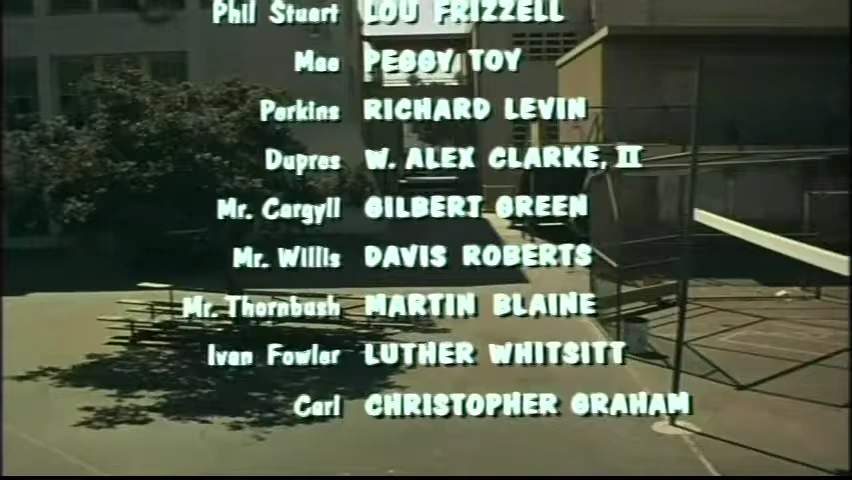 Phil Stuart LOU FRIZZELL
Mae PEGGY TOY
Perkins RICHARD LEVIN
Dupres W. ALEX CLARKE, II
Mr. Cargyll GILBERT GREEN
Mr. Willis DAVIS ROBERTS
Mr. Thornbush MARTIN BLAINE
Ivan Fowler LUTHER WHITSITT
Carl CHRISTOPHER GRAHAM